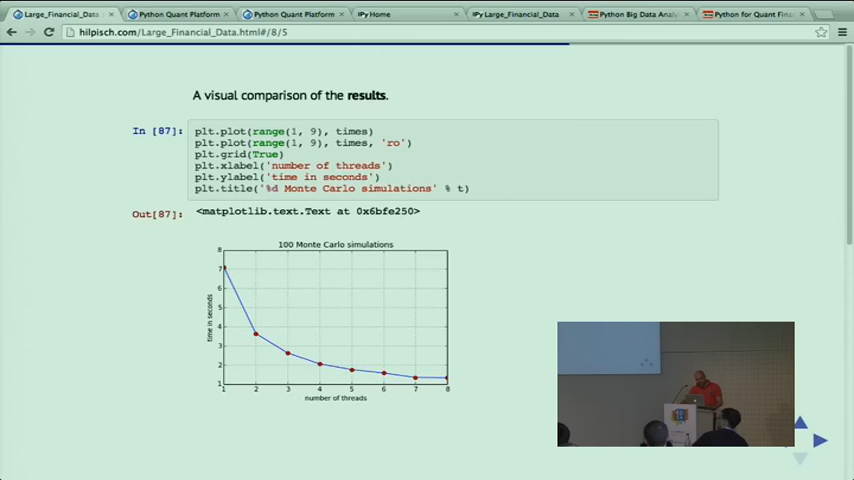 Large_Financial_Data
Python Quant Platform
Python Quant Platform
IPy Home
IPy Large_Financial_Data
Python Big Data Analy
Python for Quant Finan
hilpisch.com/Large_Financial_Data.html#/8/5
A visual comparison of the results.
In [87]:
plt.plot(range(1, 9), times)
plt.plot(range(1, 9), times, 'ro')
plt.grid(True)
plt.xlabel('number of threads')
plt.ylabel('time in seconds')
plt.title('%d Monte Carlo simulations' % t)
Out[87]:
<matplotlib.text.Text at 0x6bfe250>
100 Monte Carlo simulations
time in seconds
8
7
6
5
4
3
2
1
1 2 3 4 5 6 7 8
number of threads